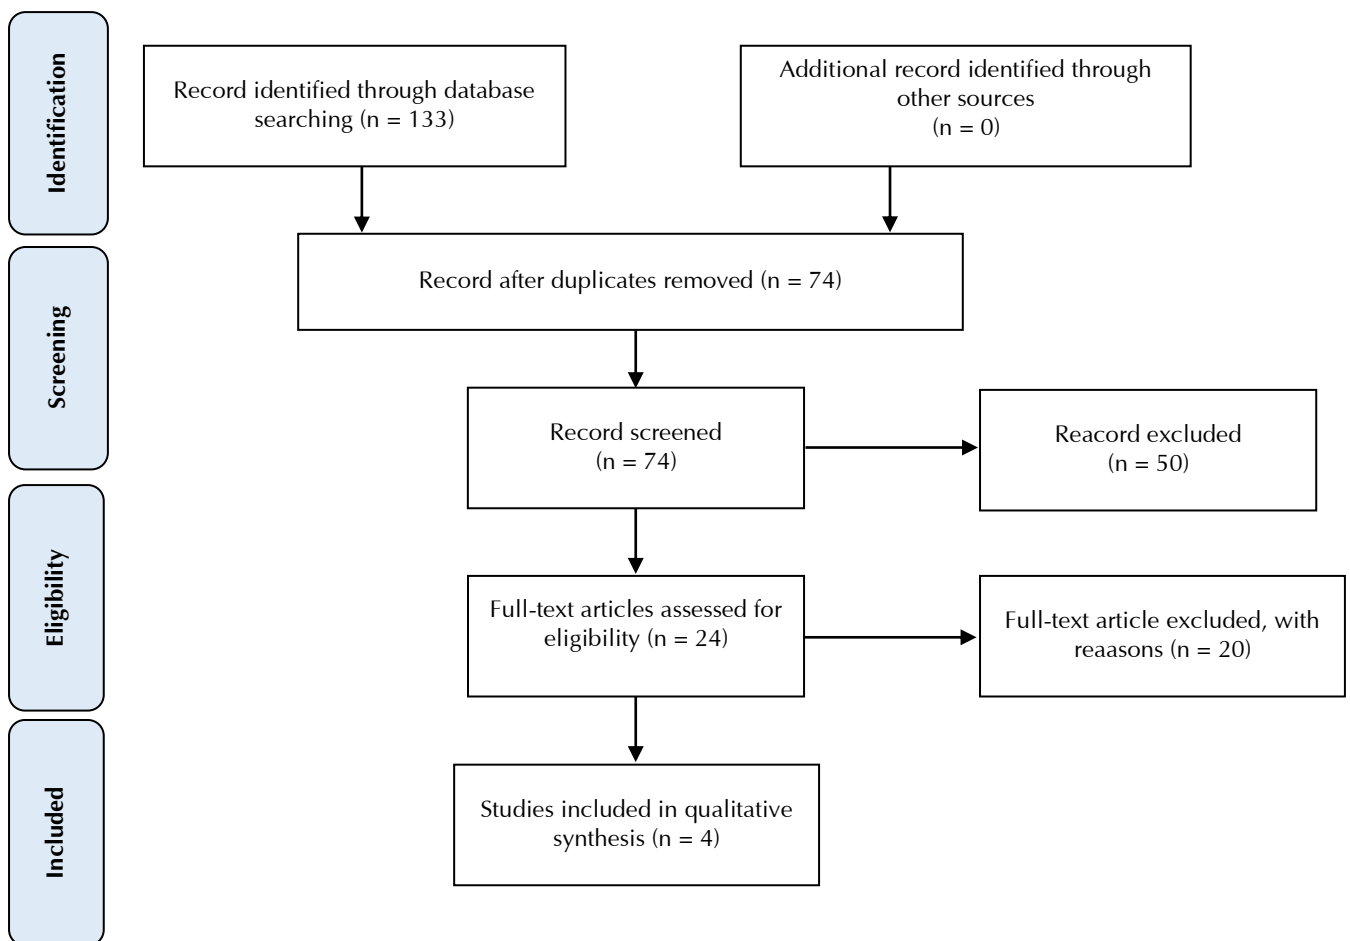 Identification
Record identified through database
searching (n = 133)
Additional record identified through
other sources
(n = 0)
Record after duplicates removed (n = 74)
Screening
Record screened
(n = 74)
Reacord excluded
(n = 50)
Eligibility
Full-text articles assessed for
eligibility (n = 24)
Full-text article excluded, with
reaasons (n = 20)
Included
Studies included in qualitative
synthesis (n = 4)